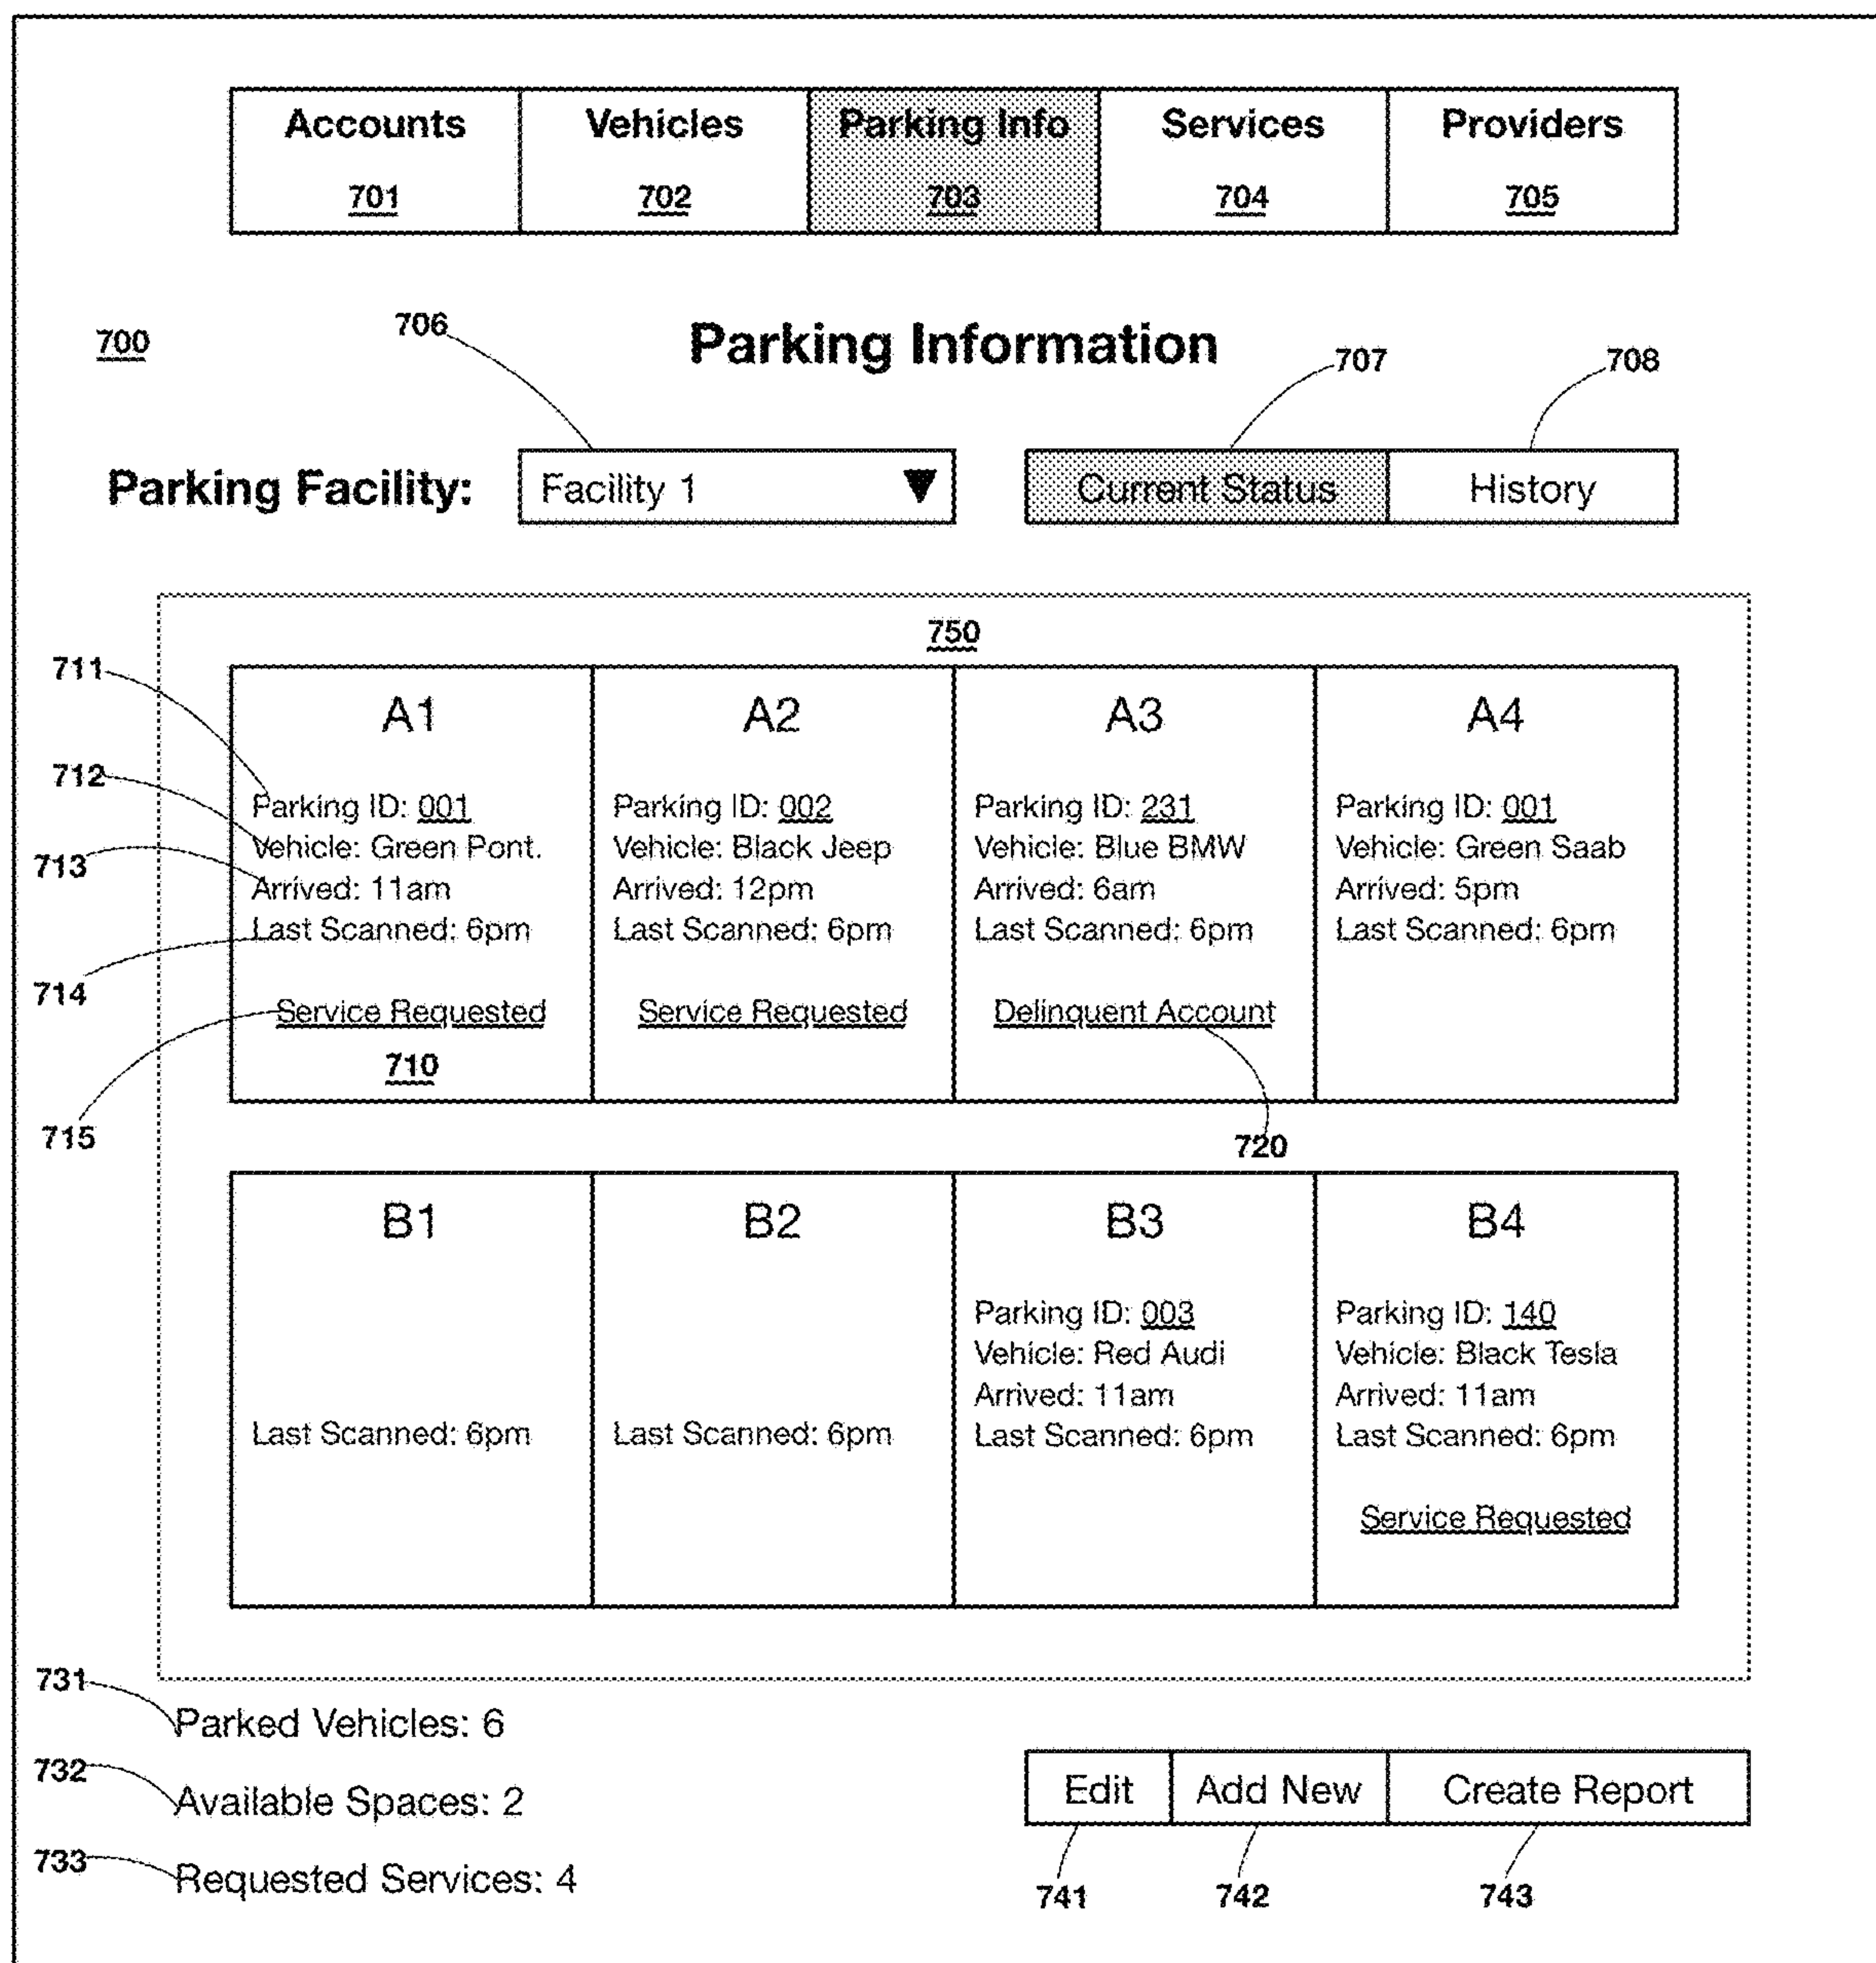 Accounts Vehicles Parking Info Services Providers
701 702 703 704 705
700 706 Parking Information 707 708
Parking Facility: Facility 1 Current Status History
750
711
A1 A2 A3 A4
712
Parking ID: 001 Parking ID: 002 Parking ID: 231 Parking ID: 001
Vehicle: Green Pont. Vehicle: Black Jeep Vehicle: Blue BMW Vehicle: Green Saab
713
Arrived: 11am Arrived: 12pm Arrived: 6am Arrived: 5pm
Last Scanned: 6pm Last Scanned: 6pm Last Scanned: 6pm Last Scanned: 6pm
714
Service Requested Service Requested Delinquent Account
710
715 720
B1 B2 B3 B4
Parking ID: 003 Parking ID: 140
Vehicle: Red Audi Vehicle: Black Tesla
Arrived: 11am Arrived: 11am
Last Scanned: 6pm Last Scanned: 6pm Last Scanned: 6pm Last Scanned: 6pm
Service Requested
731
Parked Vehicles: 6
732
Available Spaces: 2
Edit Add New Create Report
733
Requested Services: 4
741 742 743